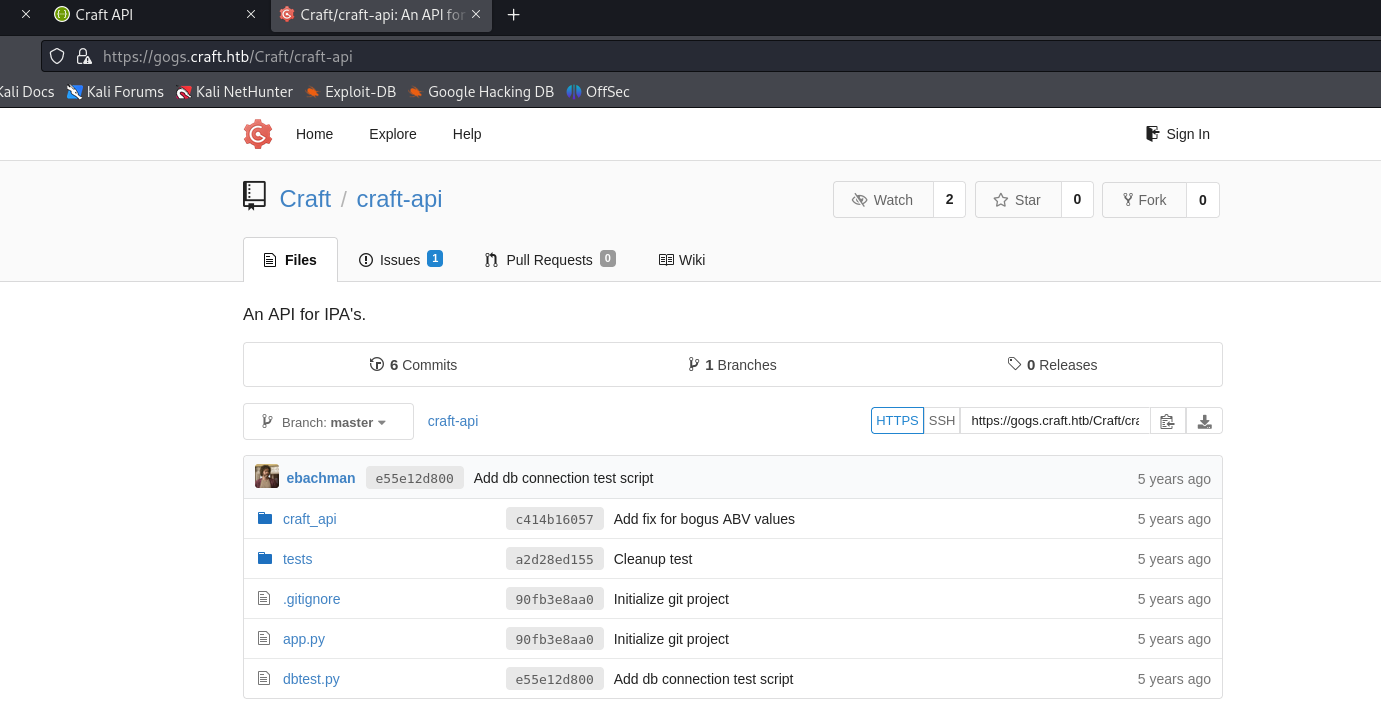 Craft API Craft/craft-api: An API for
https://gogs.craft.htb/Craft/craft-api
Kali Docs Kali Forums Kali NetHunter Exploit-DB Google Hacking DB OffSec
Home Explore Help Sign In
Craft / craft-api Watch 2 Star 0 Fork 0
Files Issues 1 Pull Requests 0 Wiki
An API for IPA's.
6 Commits 1 Branches 0 Releases
Branch: master craft-api HTTPS SSH https://gogs.craft.htb/Craft/cra
ebachman e55e12d800 Add db connection test script 5 years ago
craft_api c414b16057 Add fix for bogus ABV values 5 years ago
tests a2d28ed155 Cleanup test 5 years ago
.gitignore 90fb3e8aa0 Initialize git project 5 years ago
app.py 90fb3e8aa0 Initialize git project 5 years ago
dbtest.py e55e12d800 Add db connection test script 5 years ago